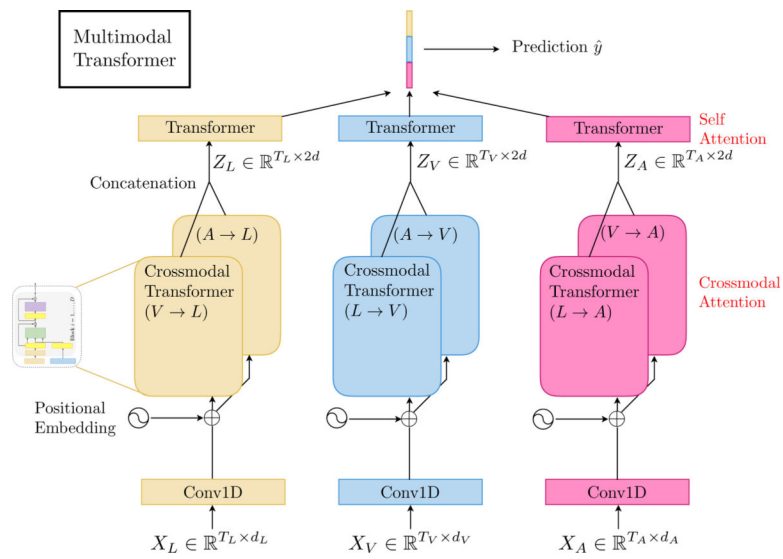 Multimodal
Transformer
Prediction ŷ
Transformer
Transformer
Transformer
Self
Attention
Z_L ∈ ℝ^{T_L×2d}
Z_V ∈ ℝ^{T_V×2d}
Z_A ∈ ℝ^{T_A×2d}
Concatenation
(A → L)
(A → V)
(V → A)
Crossmodal
Transformer
(V → L)
Crossmodal
Transformer
(L → V)
Crossmodal
Transformer
(L → A)
Crossmodal
Attention
Positional
Embedding
Conv1D
Conv1D
Conv1D
X_L ∈ ℝ^{T_L×d_L}
X_V ∈ ℝ^{T_V×d_V}
X_A ∈ ℝ^{T_A×d_A}